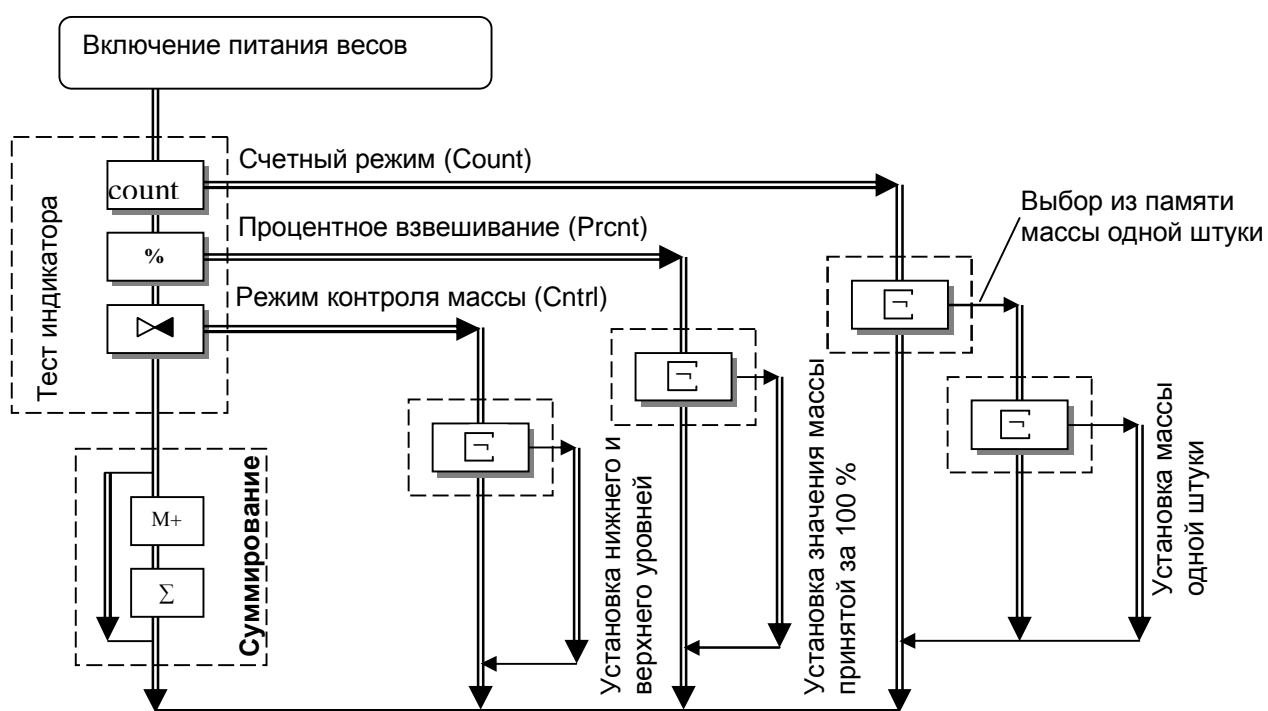 Включение питания весов
Тест индикатора
count
%
Счетный режим (Count)
Процентное взвешивание (Prcnt)
Режим контроля массы (Cntrl)
Выбор из памяти
массы одной штуки
Суммирование
M+
Σ
Установка нижнего и
верхнего уровней
Установка значения массы
принятой за 100 %
Установка массы
одной штуки